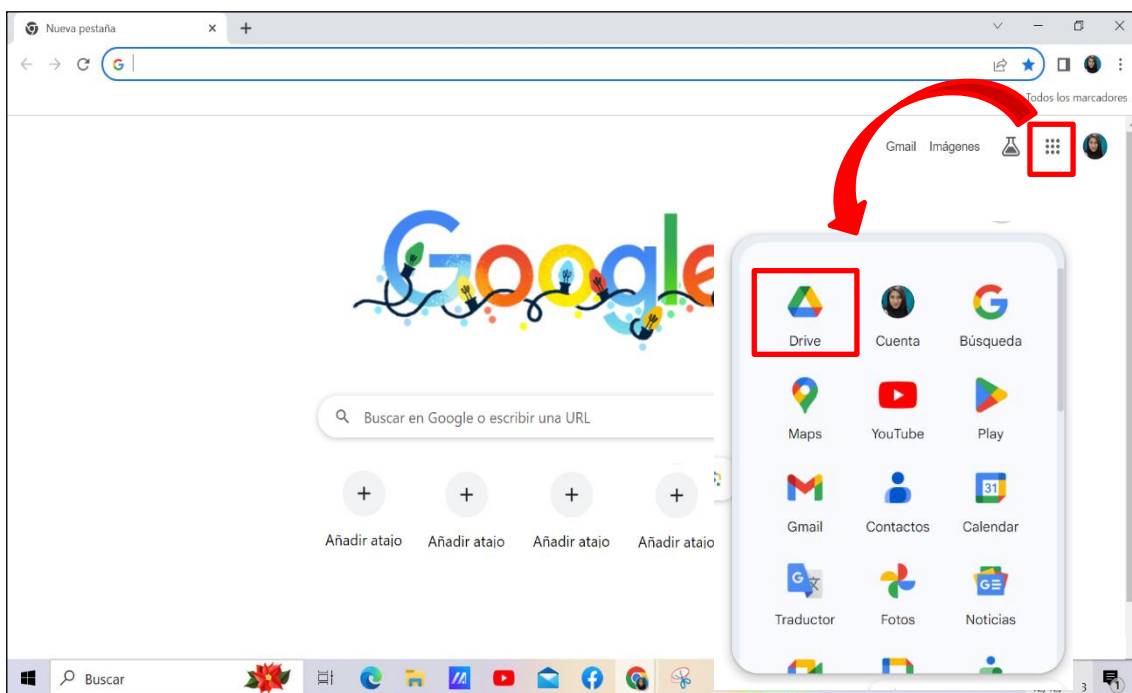 Nueva pestaña
Todos los marcadores
Gmail Imágenes
Google
Drive Cuenta Búsqueda
Buscar en Google o escribir una URL
Maps YouTube Play
31
Gmail Contactos Calendar
Añadir atajo Añadir atajo Añadir atajo Añadir atajo
Traductor Fotos Noticias
Buscar